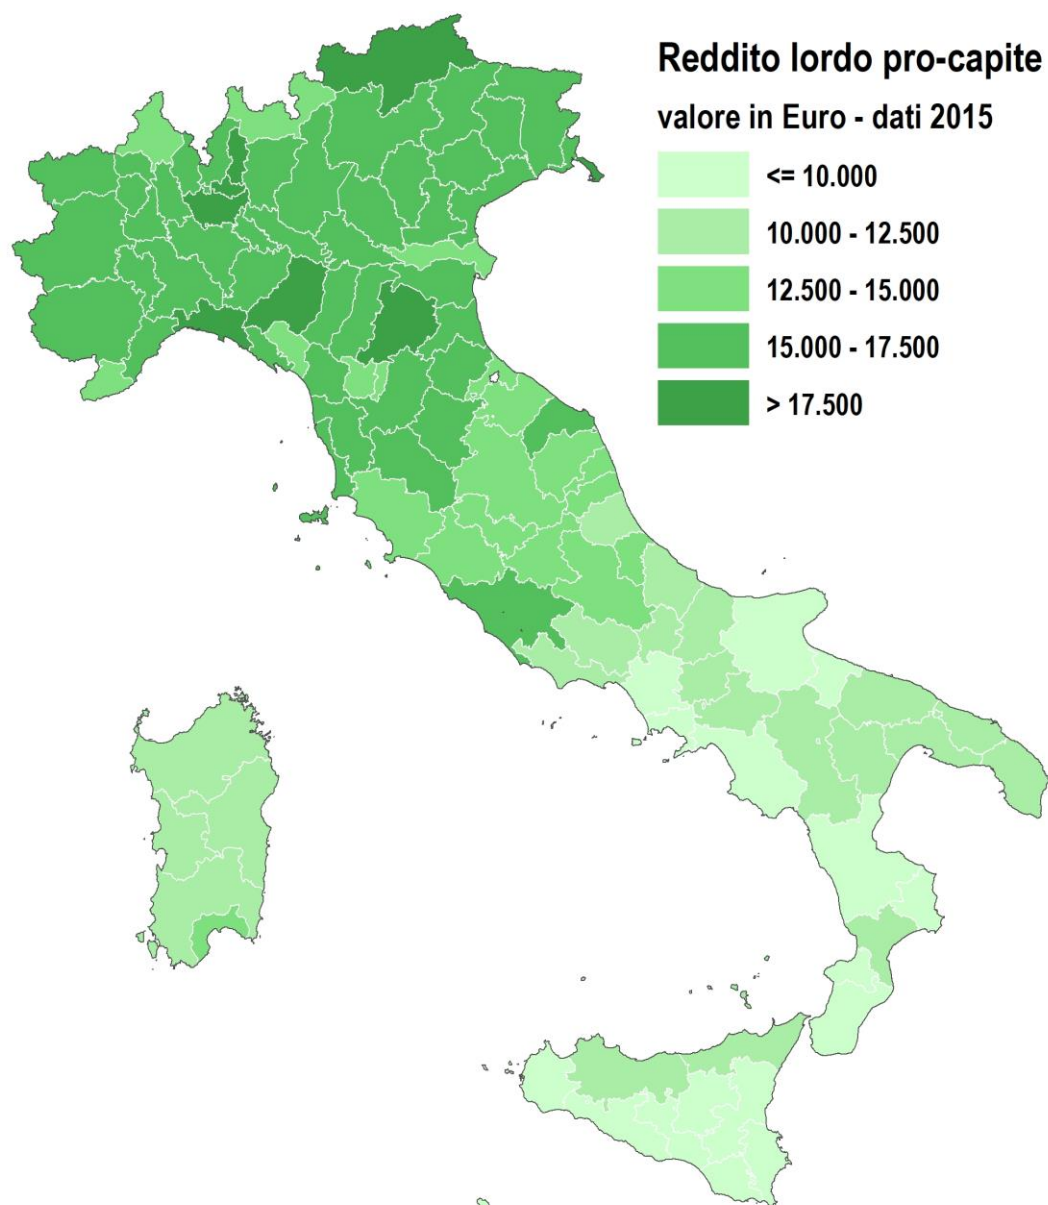 Reddito lordo pro-capite
valore in Euro - dati 2015
<= 10.000
10.000 - 12.500
12.500 - 15.000
15.000 - 17.500
> 17.500